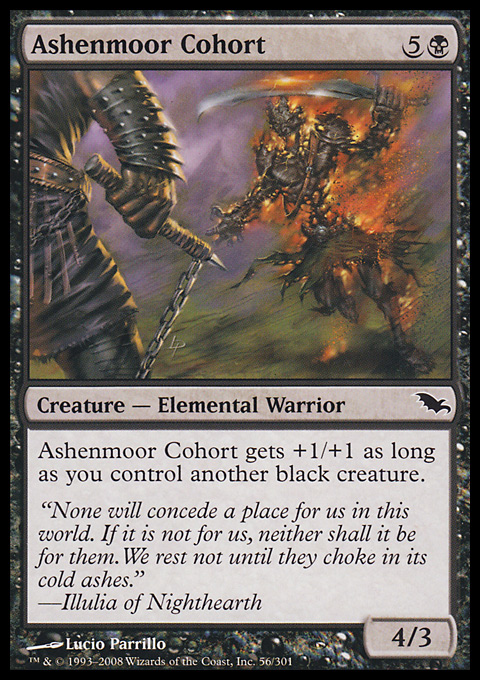 Ashenmoor Cohort 5
LP
Creature — Elemental Warrior
Ashenmoor Cohort gets +1/+1 as long
as you control another black creature.
“None will concede a place for us in this
world. If it is not for us, neither shall it be
for them. We rest not until they choke in its
cold ashes.”
—Illulia of Nighthearth
4/3
Lucio Parrillo
™ & © 1993–2008 Wizards of the Coast, Inc. 56/301